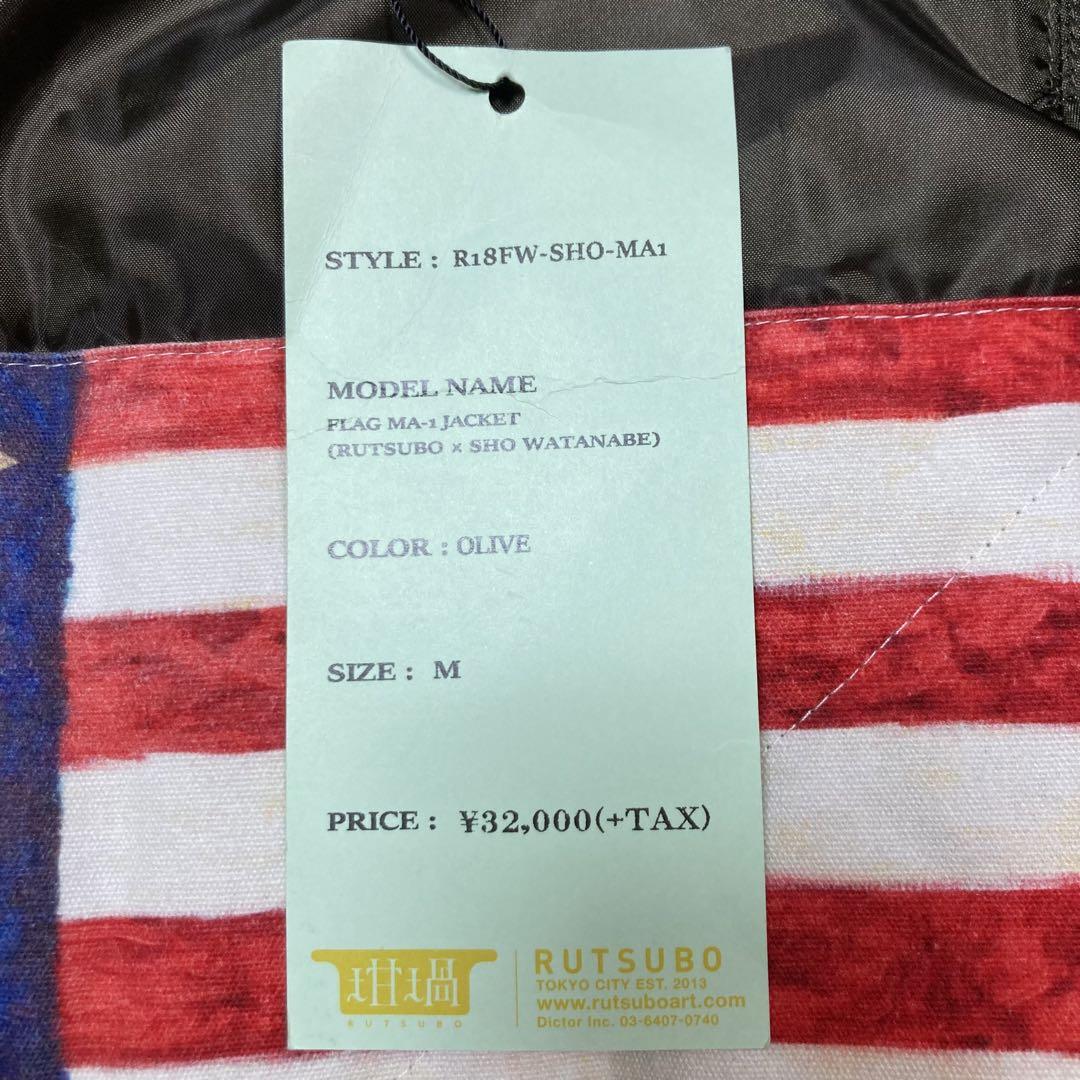 STYLE : R18FW-SHO-MA1
MODEL NAME
FLAG MA-1 JACKET
(RUTSUBO × SHO WATANABE)
COLOR : OLIVE
SIZE : M
PRICE : ¥32,000(+TAX)
坩堝
RUTSUBO
RUTSUBO
TOKYO CITY EST. 2013
www.rutsuboart.com
Dictor Inc. 03-6407-0740